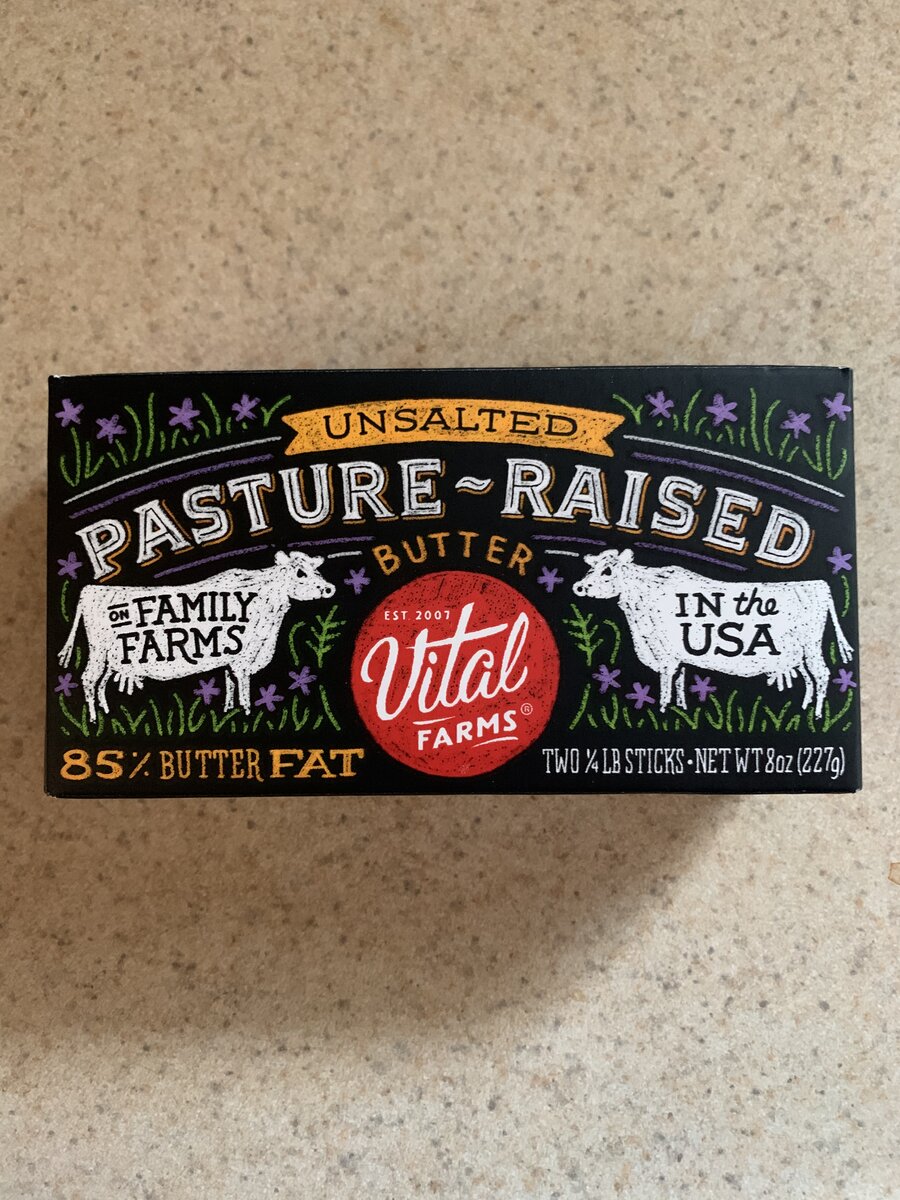 UNSALTED
PASTURE~RAISED
BUTTER
ON FAMILY
FARMS
IN the
USA
EST. 2007
Vital
FARMS®
85% BUTTER FAT
TWO ¼ LB STICKS • NET WT 8oz (227g)